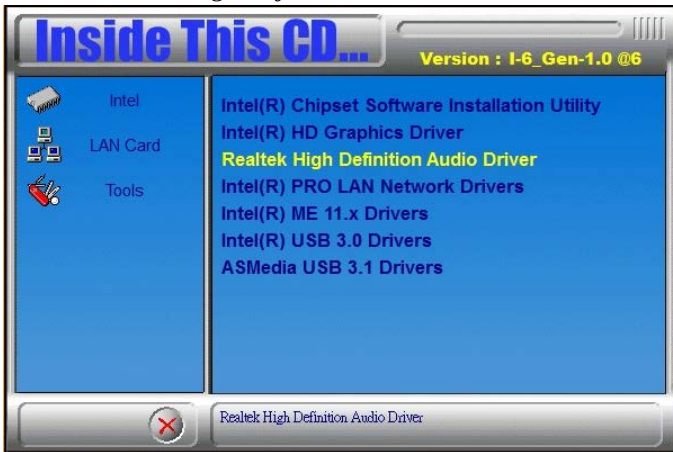 Inside This CD...
Version : I-6_Gen-1.0 @6
Intel
LAN Card
Tools
Intel(R) Chipset Software Installation Utility
Intel(R) HD Graphics Driver
Realtek High Definition Audio Driver
Intel(R) PRO LAN Network Drivers
Intel(R) ME 11.x Drivers
Intel(R) USB 3.0 Drivers
ASMedia USB 3.1 Drivers
Realtek High Definition Audio Driver